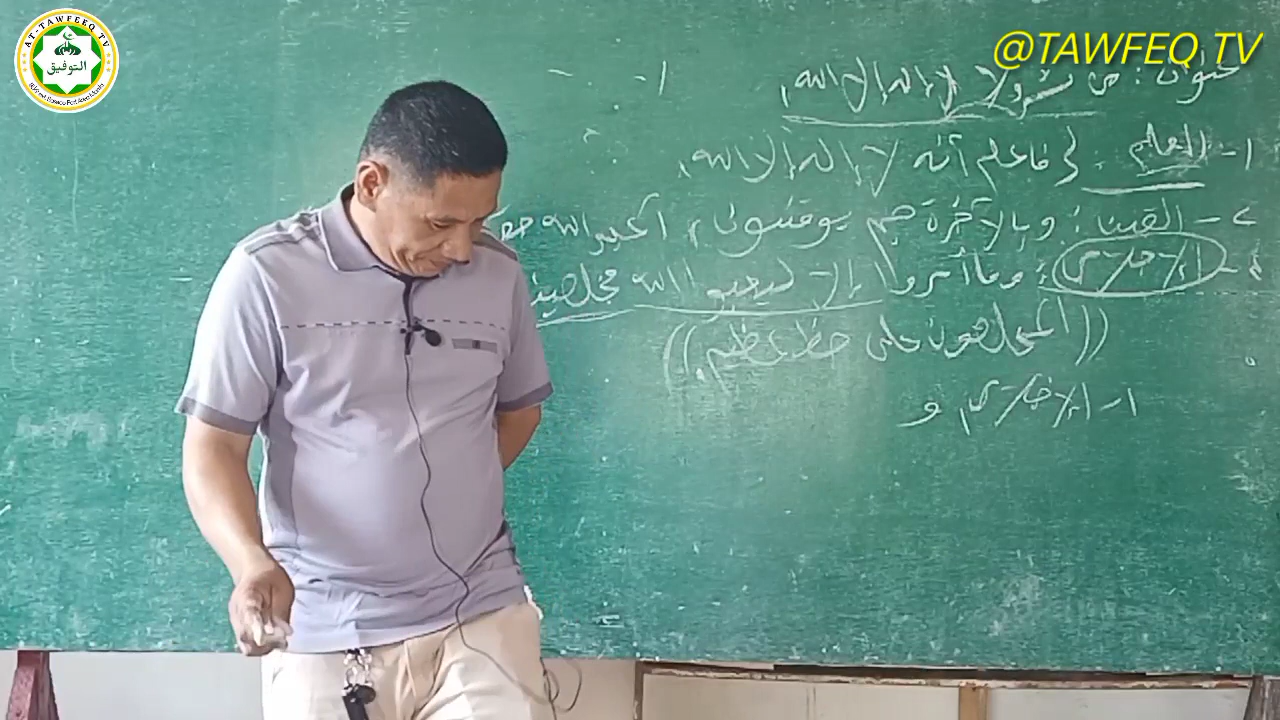 AT-TAWFEEQ TV
التوفيق
@TAWFEQ TV
عنوان: من شروط لا إله إلا الله
١- العلم: فاعلم أنه لا إله إلا الله
٢- اليقين: وبالآخرة هم يوقنون، الله
الإخلاص: وما أمروا إلا ليعبدوا الله مخلصين
((المخلصون على خطر عظيم))
١- الإخلاص و